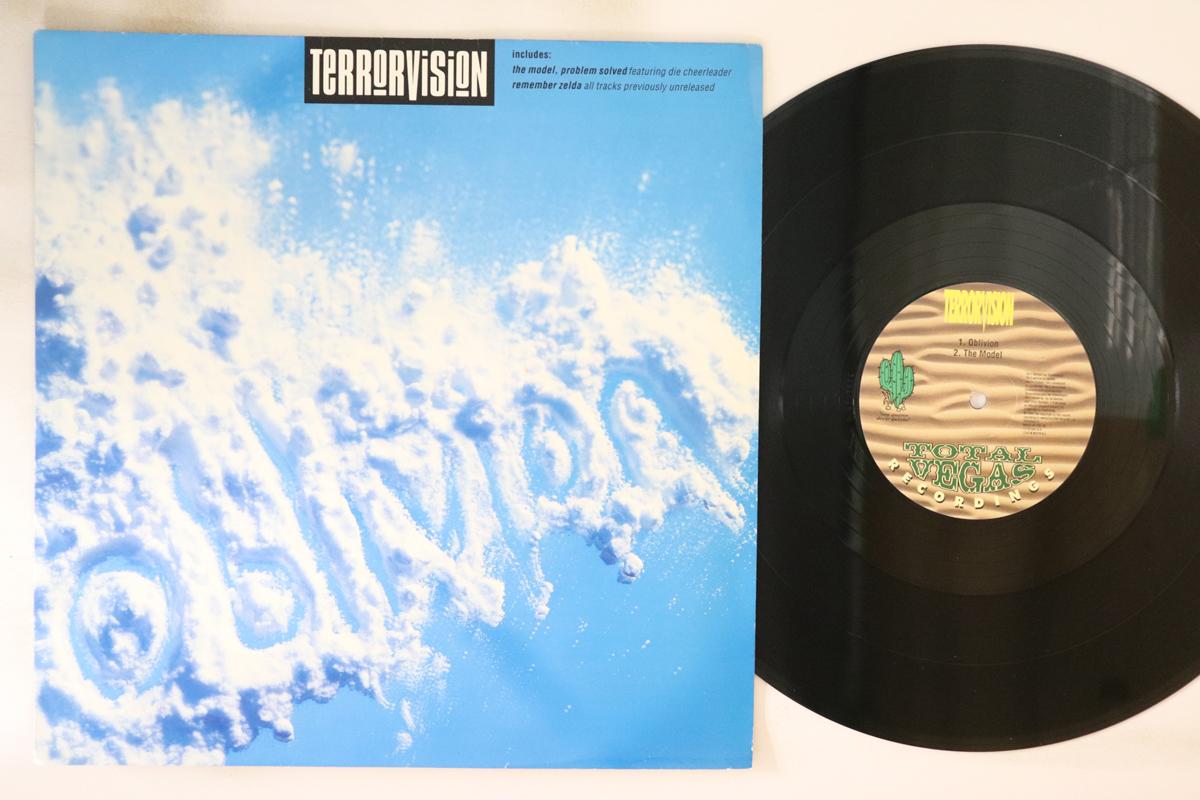 TERRORVISION
includes:
the model, problem solved featuring die cheerleader
remember zelda all tracks previously unreleased
oblivion
TERRORVISION
1. Oblivion
2. The Model
TOTAL
VEGAS
RECORDINGS